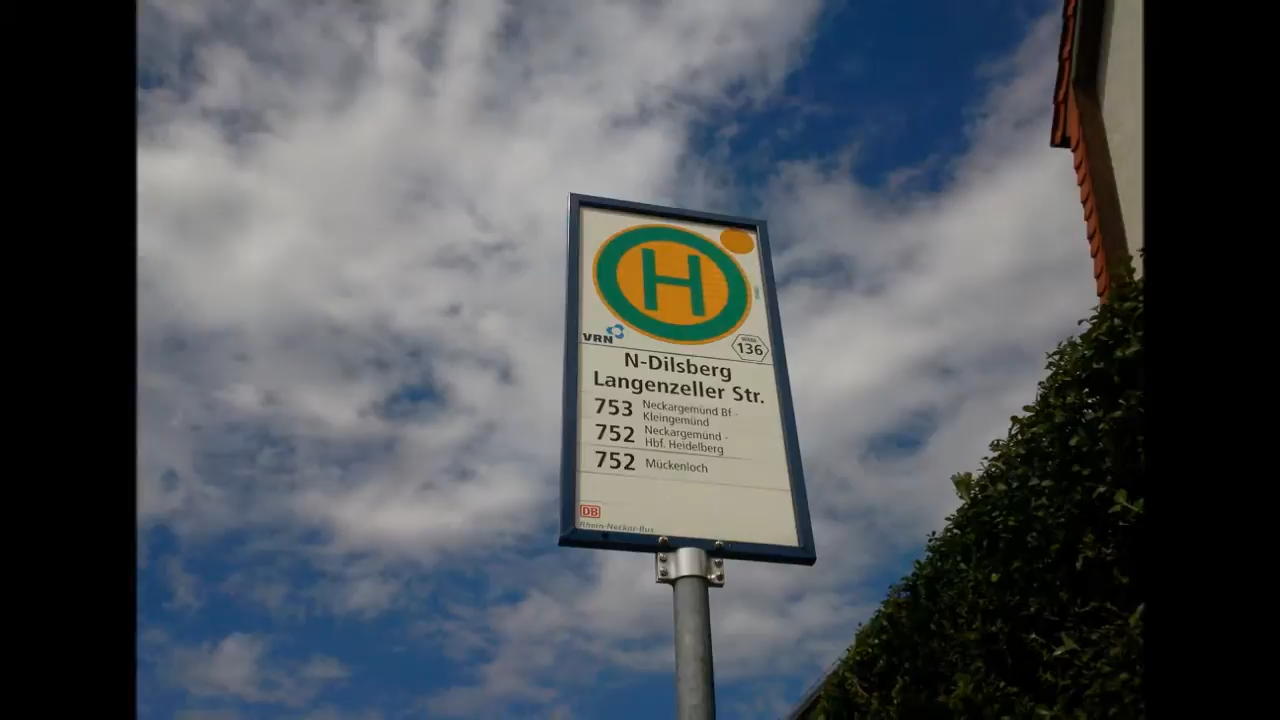 H
VRN
WABE
136
N-Dilsberg
Langenzeller Str.
753 Neckargemünd Bf -
Kleingemünd
752 Neckargemünd -
Hbf. Heidelberg
752 Mückenloch
DB
Rhein-Neckar-Bus